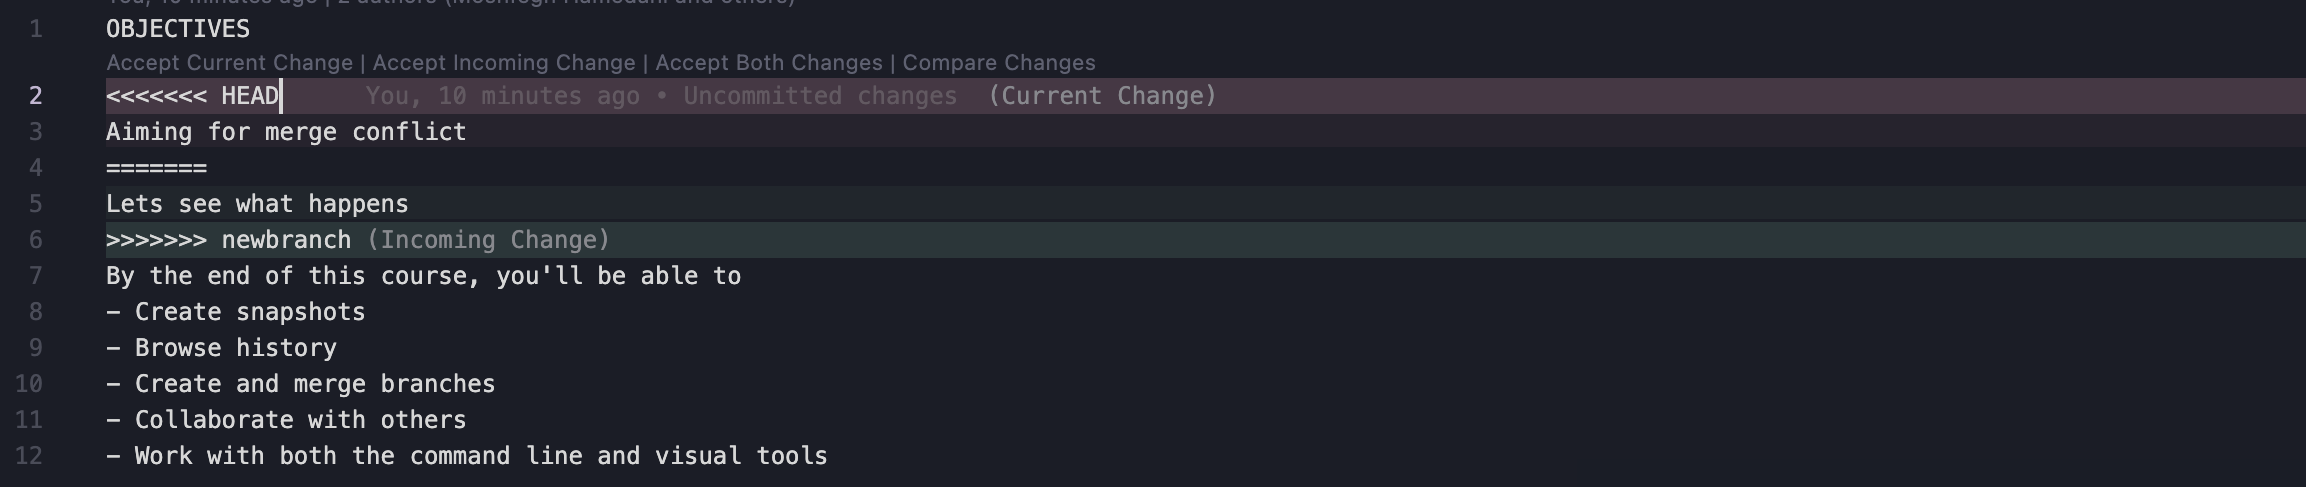 1 OBJECTIVES
Accept Current Change | Accept Incoming Change | Accept Both Changes | Compare Changes
2 <<<<<<< HEAD You, 10 minutes ago • Uncommitted changes (Current Change)
3 Aiming for merge conflict
4 =======
5 Lets see what happens
6 >>>>>>> newbranch (Incoming Change)
7 By the end of this course, you'll be able to
8 - Create snapshots
9 - Browse history
10 - Create and merge branches
11 - Collaborate with others
12 - Work with both the command line and visual tools